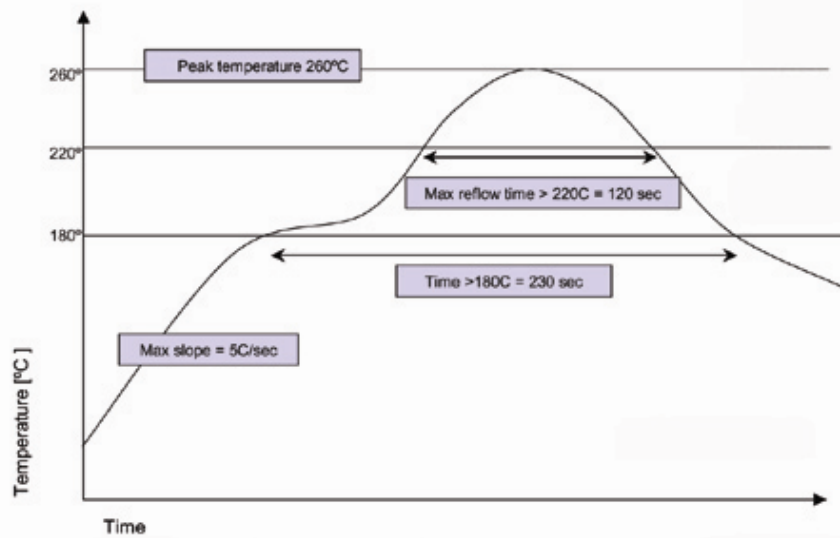 Peak temperature 260ºC
260º
220º
Max reflow time > 220C = 120 sec
180º
Time >180C = 230 sec
Max slope = 5C/sec
Temperature [ºC ]
Time